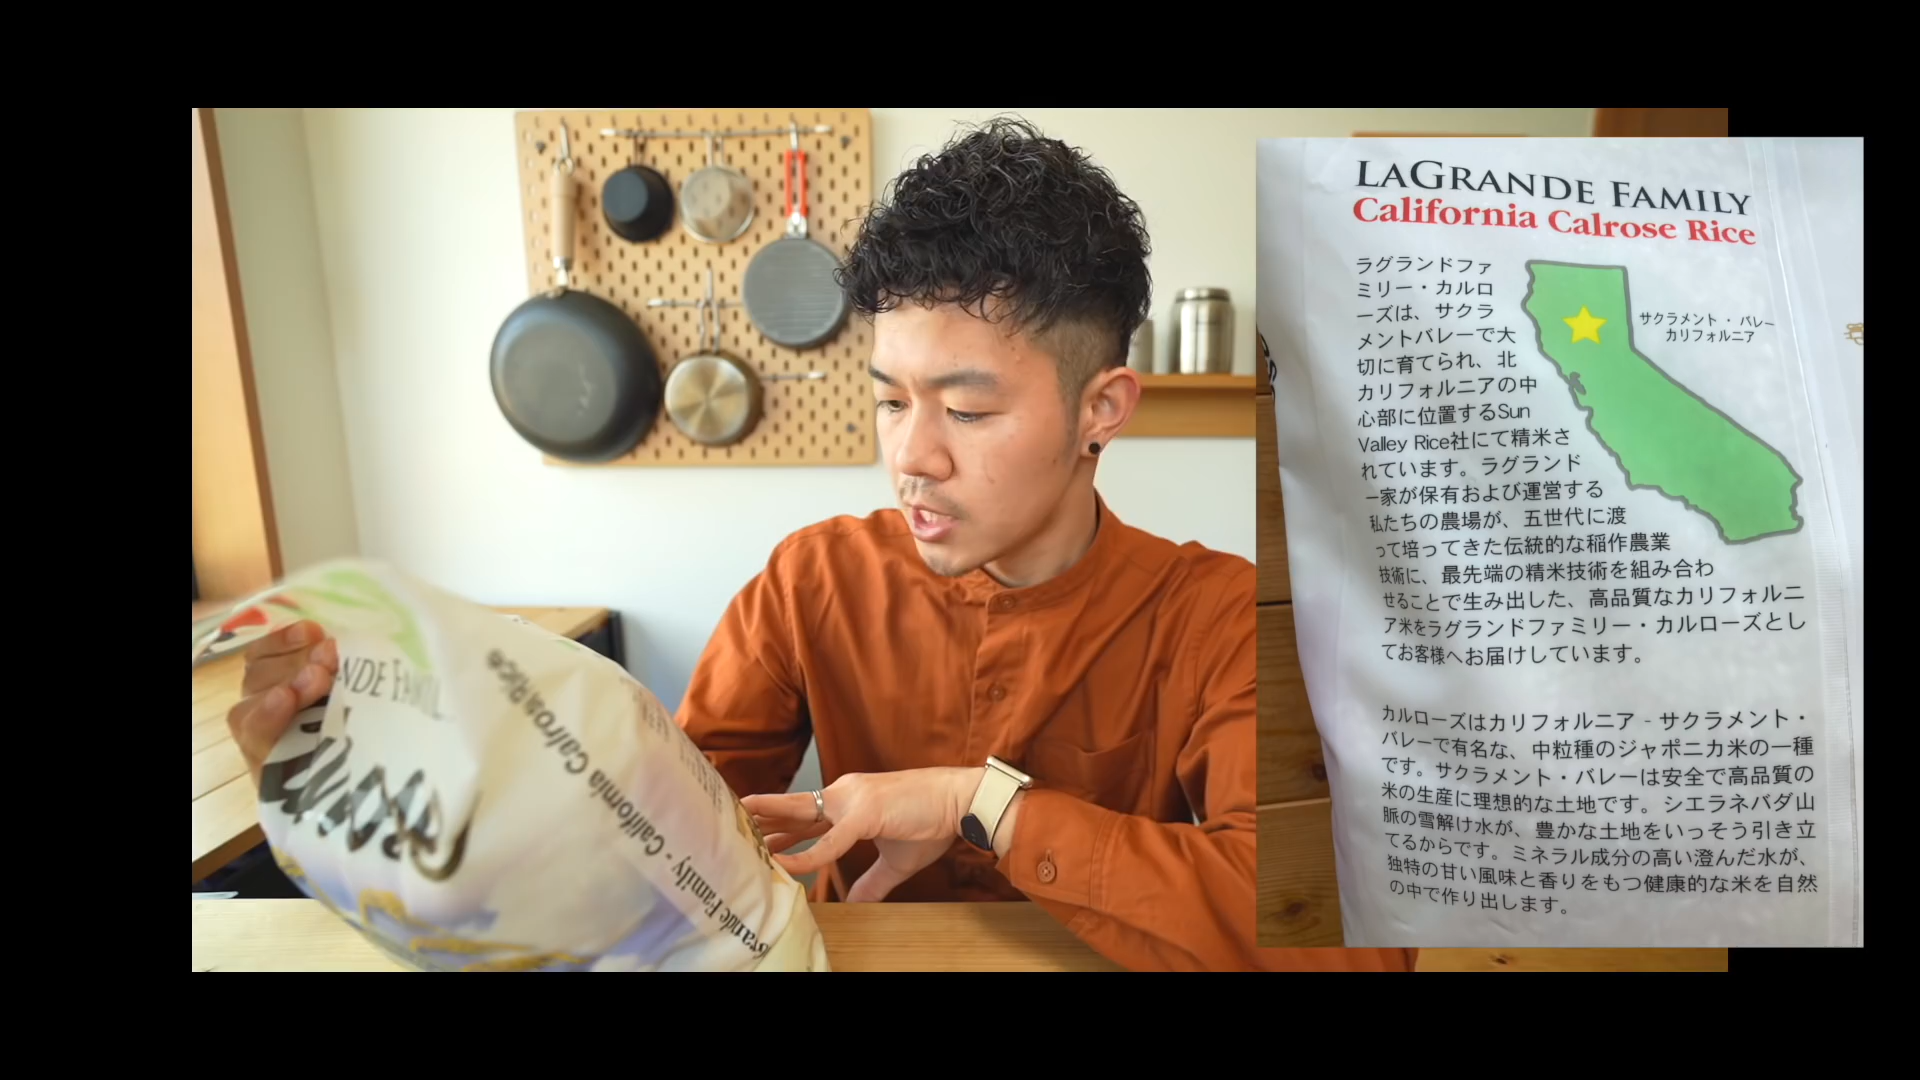 LAGRANDE FAMILY
California Calrose Rice
ラグランドファ
ミリー・カルロ
ーズは、サクラ
メントバレーで大
切に育てられ、北
カリフォルニアの中
心部に位置するSun
Valley Rice社にて精米さ
れています。ラグランド
一家が保有および運営する
私たちの農場が、五世代に渡
って培ってきた伝統的な稲作農業
技術に、最先端の精米技術を組み合わ
せることで生み出した、高品質なカリフォルニ
ア米をラグランドファミリー・カルローズとし
てお客様へお届けしています。
サクラメント・バレー
カリフォルニア
カルローズはカリフォルニア - サクラメント・
バレーで有名な、中粒種のジャポニカ米の一種
です。サクラメント・バレーは安全で高品質の
米の生産に理想的な土地です。シエラネバダ山
脈の雪解け水が、豊かな土地をいっそう引き立
てるからです。ミネラル成分の高い澄んだ水が、
独特の甘い風味と香りをもつ健康的な米を自然
の中で作り出します。
NDE FAMIL
Grande Family - California Calrose Rice